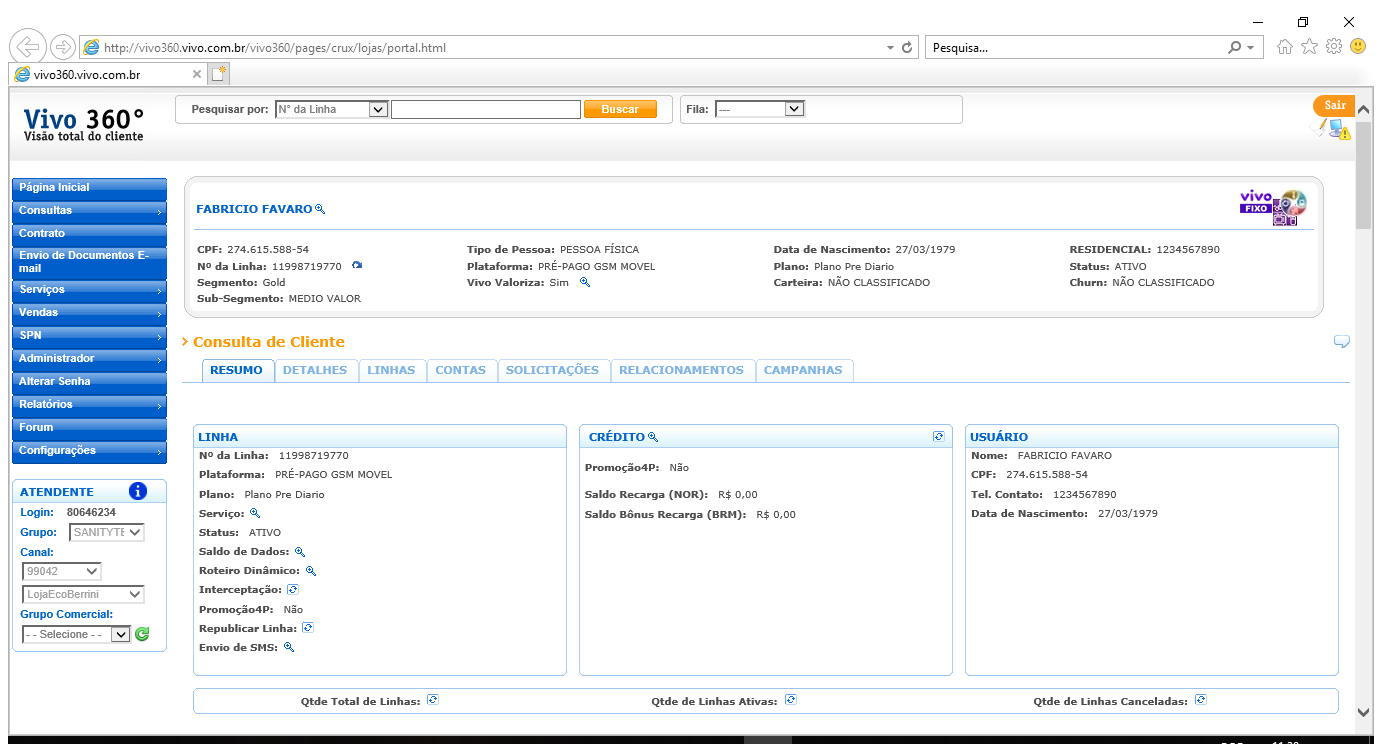 http://vivo360.vivo.com.br/vivo360/pages/crux/lojas/portal.html
Pesquisa...
vivo360.vivo.com.br
Vivo 360°
Visão total do cliente
Pesquisar por: N° da Linha Buscar Fila: ---
Sair
Página Inicial
Consultas
Contrato
Envio de Documentos E-
mail
Serviços
Vendas
SPN
Administrador
Alterar Senha
Relatórios
Forum
Configurações
ATENDENTE
Login: 80646234
Grupo: SANITYTE
Canal:
99042
LojaEcoBerrini
Grupo Comercial:
- - Selecione - -
FABRICIO FAVARO
vivo
FIXO
CPF: 274.615.588-54 Tipo de Pessoa: PESSOA FÍSICA Data de Nascimento: 27/03/1979 RESIDENCIAL: 1234567890
Nº da Linha: 11998719770 Plataforma: PRÉ-PAGO GSM MOVEL Plano: Plano Pre Diario Status: ATIVO
Segmento: Gold Vivo Valoriza: Sim Carteira: NÃO CLASSIFICADO Churn: NÃO CLASSIFICADO
Sub-Segmento: MEDIO VALOR
Consulta de Cliente
RESUMO DETALHES LINHAS CONTAS SOLICITAÇÕES RELACIONAMENTOS CAMPANHAS
LINHA
Nº da Linha: 11998719770
Plataforma: PRÉ-PAGO GSM MOVEL
Plano: Plano Pre Diario
Serviço:
Status: ATIVO
Saldo de Dados:
Roteiro Dinâmico:
Interceptação:
Promoção4P: Não
Republicar Linha:
Envio de SMS:
CRÉDITO
Promoção4P: Não
Saldo Recarga (NOR): R$ 0,00
Saldo Bônus Recarga (BRM): R$ 0,00
USUÁRIO
Nome: FABRICIO FAVARO
CPF: 274.615.588-54
Tel. Contato: 1234567890
Data de Nascimento: 27/03/1979
Qtde Total de Linhas: Qtde de Linhas Ativas: Qtde de Linhas Canceladas: